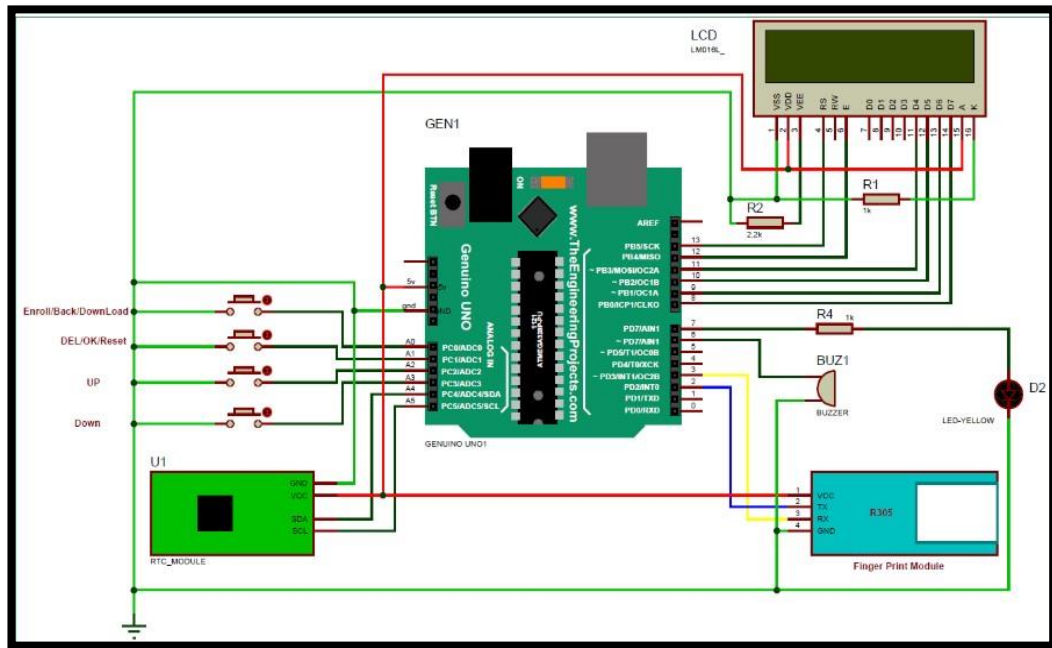 LCD
LM016L_
VSS
VDD
VEE
RS
RW
E
D0
D1
D2
D3
D4
D5
D6
D7
A
K
1
2
3
4
5
6
7
8
9
10
11
12
13
14
15
16
R1
1k
R2
2.2k
GEN1
Reset BTN
ON
Genuino UNO
www.TheEngineeringProjects.com
ANALOG IN
AREF
13 PB5/SCK
12 PB4/MISO
11 ~ PB3/MOSI/OC2A
10 ~ PB2/OC1B
9 ~ PB1/OC1A
8 PB0/ICP1/CLKO
7 PD7/AIN1
6 ~ PD7/AIN1
5 ~ PD5/T1/OC0B
4 PD4/T0/XCK
3 ~ PD3/INT1/OC2B
2 PD2/INT0
1 PD1/TXD
0 PD0/RXD
5v
gnd
GND
A0 PC0/ADC0
A1 PC1/ADC1
A2 PC2/ADC2
A3 PC3/ADC3
A4 PC4/ADC4/SDA
A5 PC5/ADC5/SCL
GENUINO UNO1
Enroll/Back/DownLoad
DEL/OK/Reset
UP
Down
R4
1k
BUZ1
BUZZER
D2
LED-YELLOW
U1
GND
VCC
SDA
SCL
RTC_MODULE
1 VCC
2 TX
3 RX
4 GND
R305
Finger Print Module